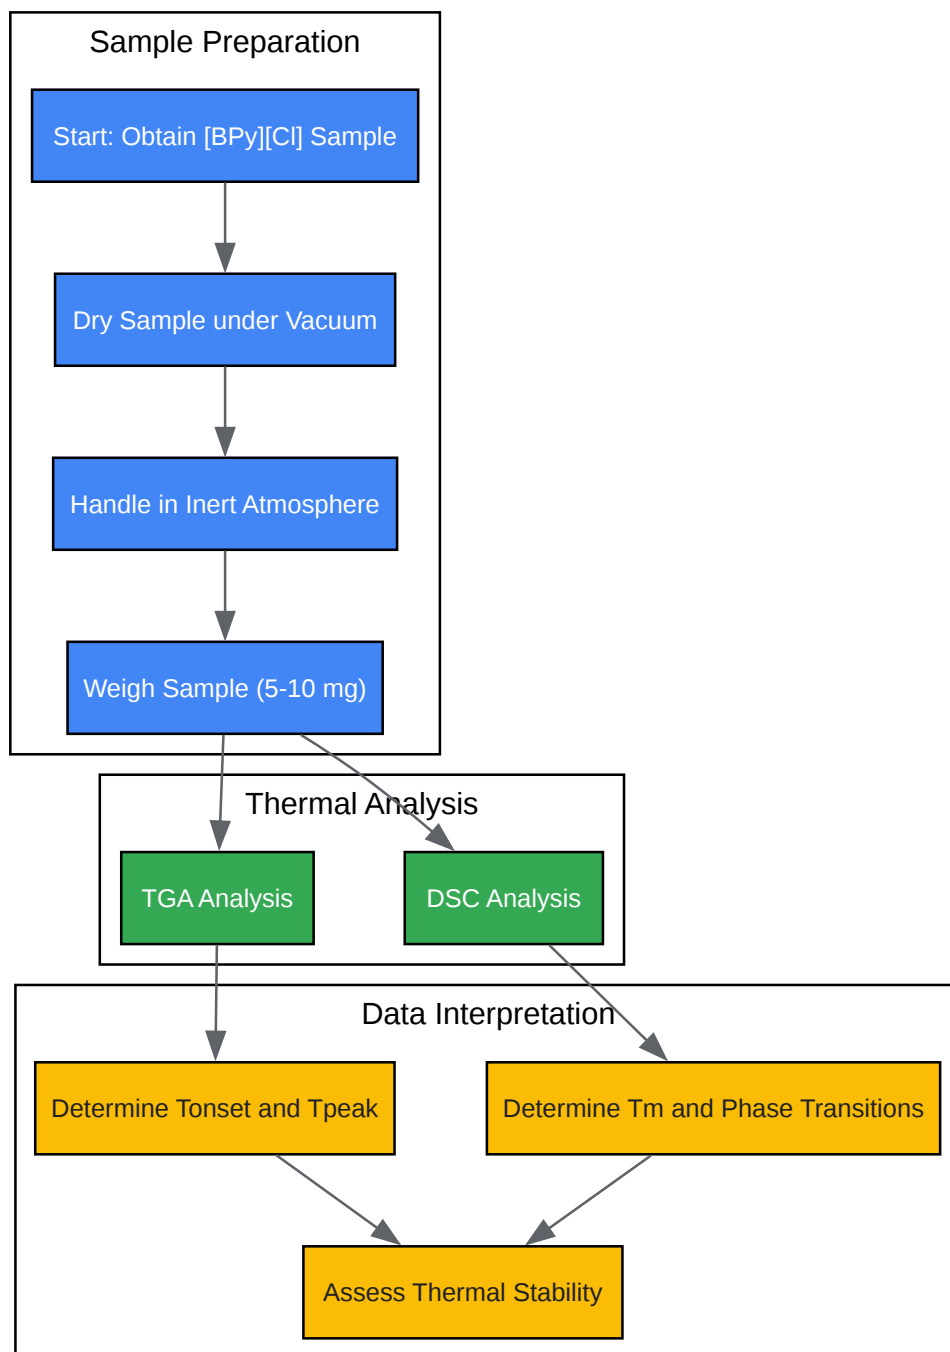 Sample Preparation
Start: Obtain [BPy][Cl] Sample
Dry Sample under Vacuum
Handle in Inert Atmosphere
Weigh Sample (5-10 mg)
Thermal Analysis
TGA Analysis
DSC Analysis
Data Interpretation
Determine Tonset and Tpeak
Determine Tm and Phase Transitions
Assess Thermal Stability